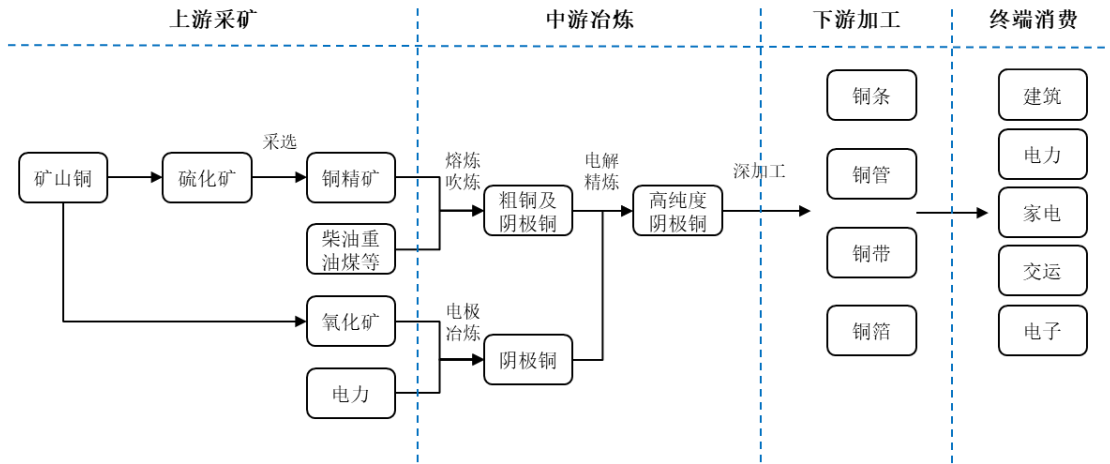 上游采矿
中游冶炼
下游加工
终端消费
矿山铜
硫化矿
采选
铜精矿
柴油重
油煤等
氧化矿
电力
熔炼
吹炼
粗铜及
阴极铜
电解
精炼
高纯度
阴极铜
电极
冶炼
阴极铜
深加工
铜条
铜管
铜带
铜箔
建筑
电力
家电
交运
电子